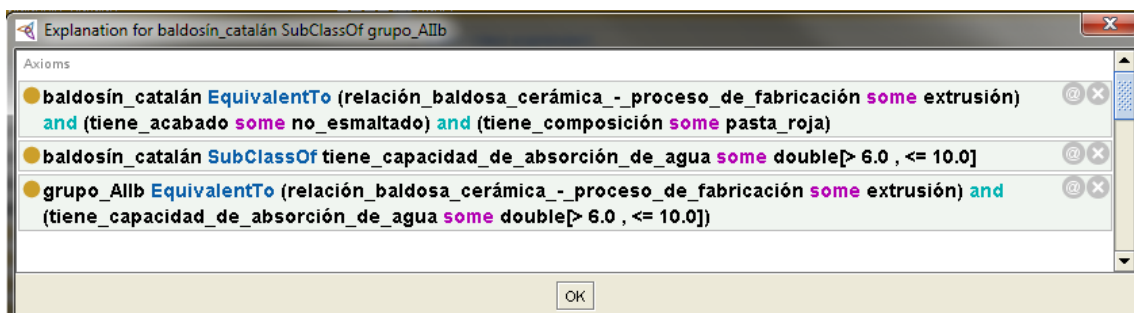 Explanation for baldosín_catalán SubClassOf grupo_AIIb
Axioms
baldosín_catalán EquivalentTo (relación_baldosa_cerámica_-_proceso_de_fabricación some extrusión)
and (tiene_acabado some no_esmaltado) and (tiene_composición some pasta_roja)
baldosín_catalán SubClassOf tiene_capacidad_de_absorción_de_agua some double[> 6.0 , <= 10.0]
grupo_AIIb EquivalentTo (relación_baldosa_cerámica_-_proceso_de_fabricación some extrusión) and
(tiene_capacidad_de_absorción_de_agua some double[> 6.0 , <= 10.0])
OK